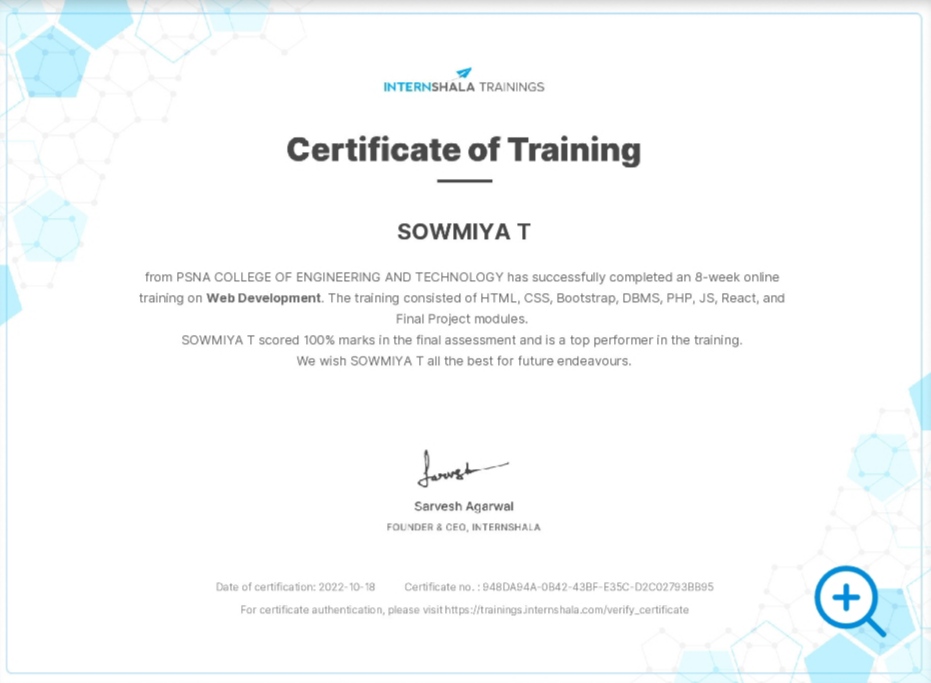 INTERNSHALA TRAININGS
Certificate of Training
SOWMIYA T
from PSNA COLLEGE OF ENGINEERING AND TECHNOLOGY has successfully completed an 8-week online
training on Web Development. The training consisted of HTML, CSS, Bootstrap, DBMS, PHP, JS, React, and
Final Project modules.
SOWMIYA T scored 100% marks in the final assessment and is a top performer in the training.
We wish SOWMIYA T all the best for future endeavours.
Sarvesh
Sarvesh Agarwal
FOUNDER & CEO, INTERNSHALA
Date of certification: 2022-10-18 Certificate no. : 948DA94A-0B42-43BF-E35C-D2C02793BB95
For certificate authentication, please visit https://trainings.internshala.com/verify_certificate